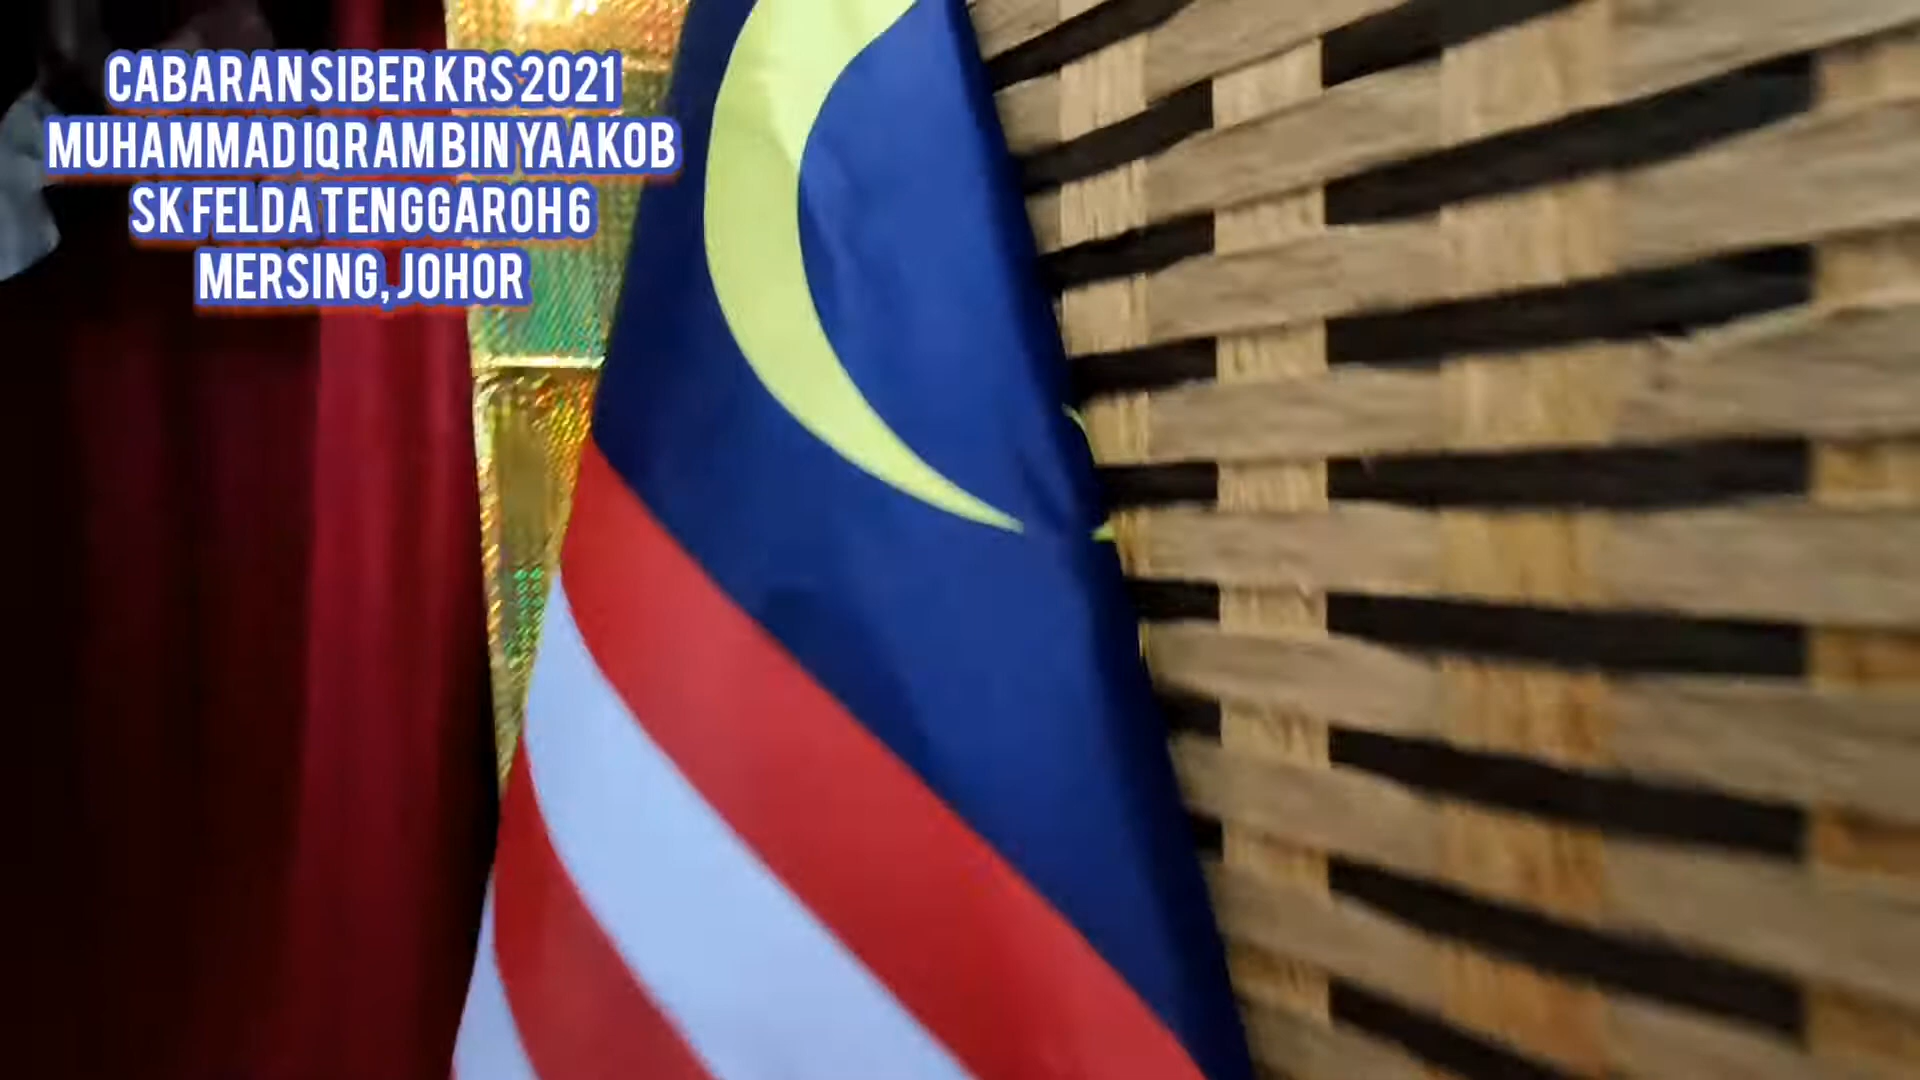 CABARAN SIBER KRS 2021
MUHAMMAD IQRAM BIN YAAKOB
SK FELDA TENGGAROH 6
MERSING, JOHOR